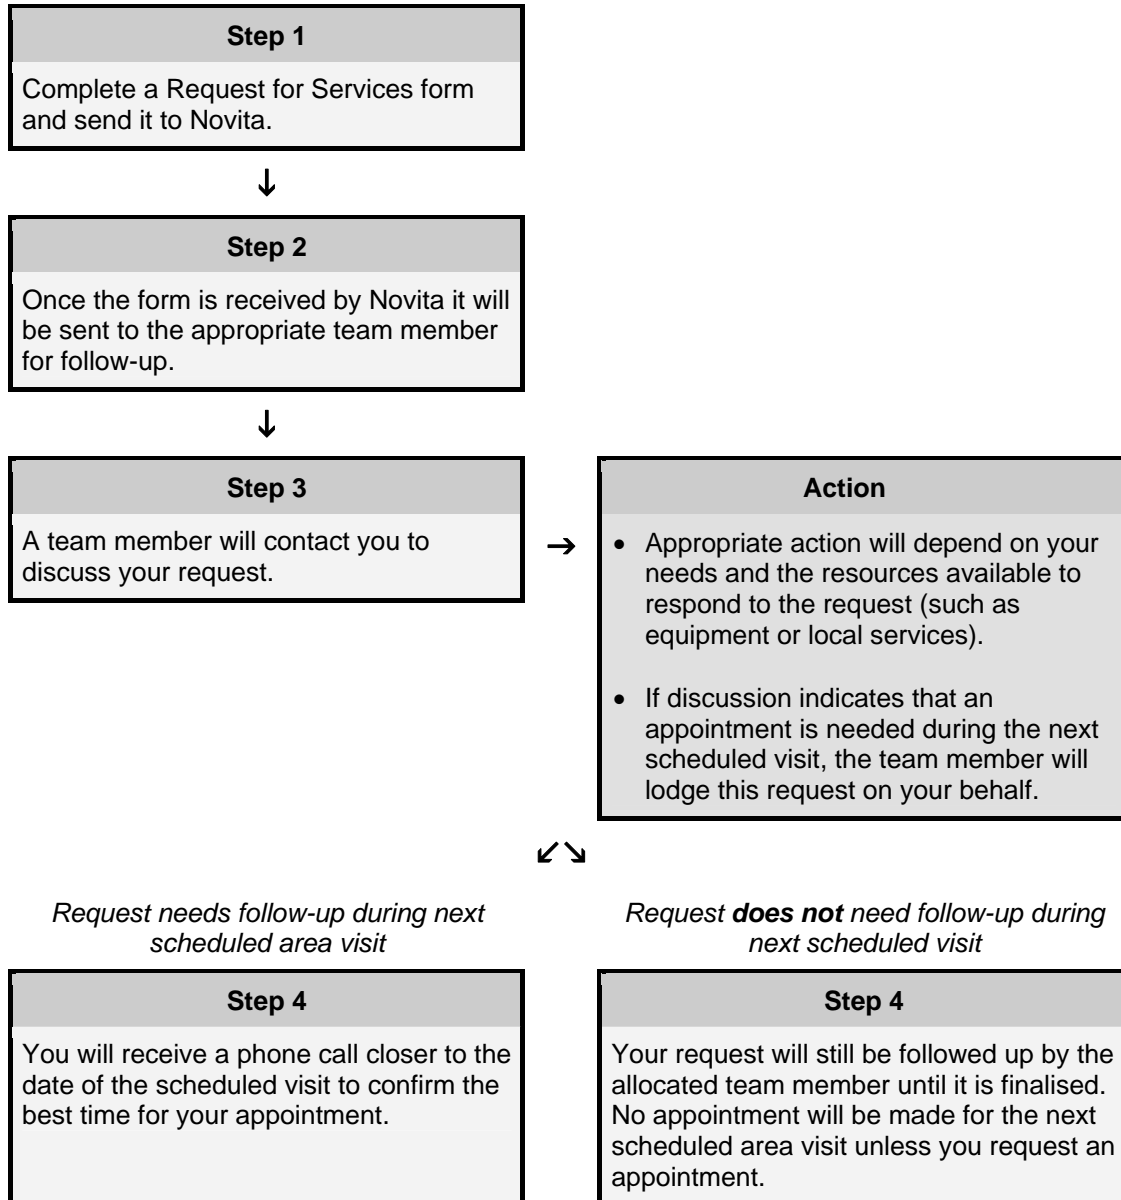 Step 1
Complete a Request for Services form
and send it to Novita.
↓
Step 2
Once the form is received by Novita it will
be sent to the appropriate team member
for follow-up.
↓
Step 3
A team member will contact you to
discuss your request.
→
Action
• Appropriate action will depend on your
needs and the resources available to
respond to the request (such as
equipment or local services).
• If discussion indicates that an
appointment is needed during the next
scheduled visit, the team member will
lodge this request on your behalf.
↙↘
Request needs follow-up during next
scheduled area visit
Step 4
You will receive a phone call closer to the
date of the scheduled visit to confirm the
best time for your appointment.
Request does not need follow-up during
next scheduled visit
Step 4
Your request will still be followed up by the
allocated team member until it is finalised.
No appointment will be made for the next
scheduled area visit unless you request an
appointment.